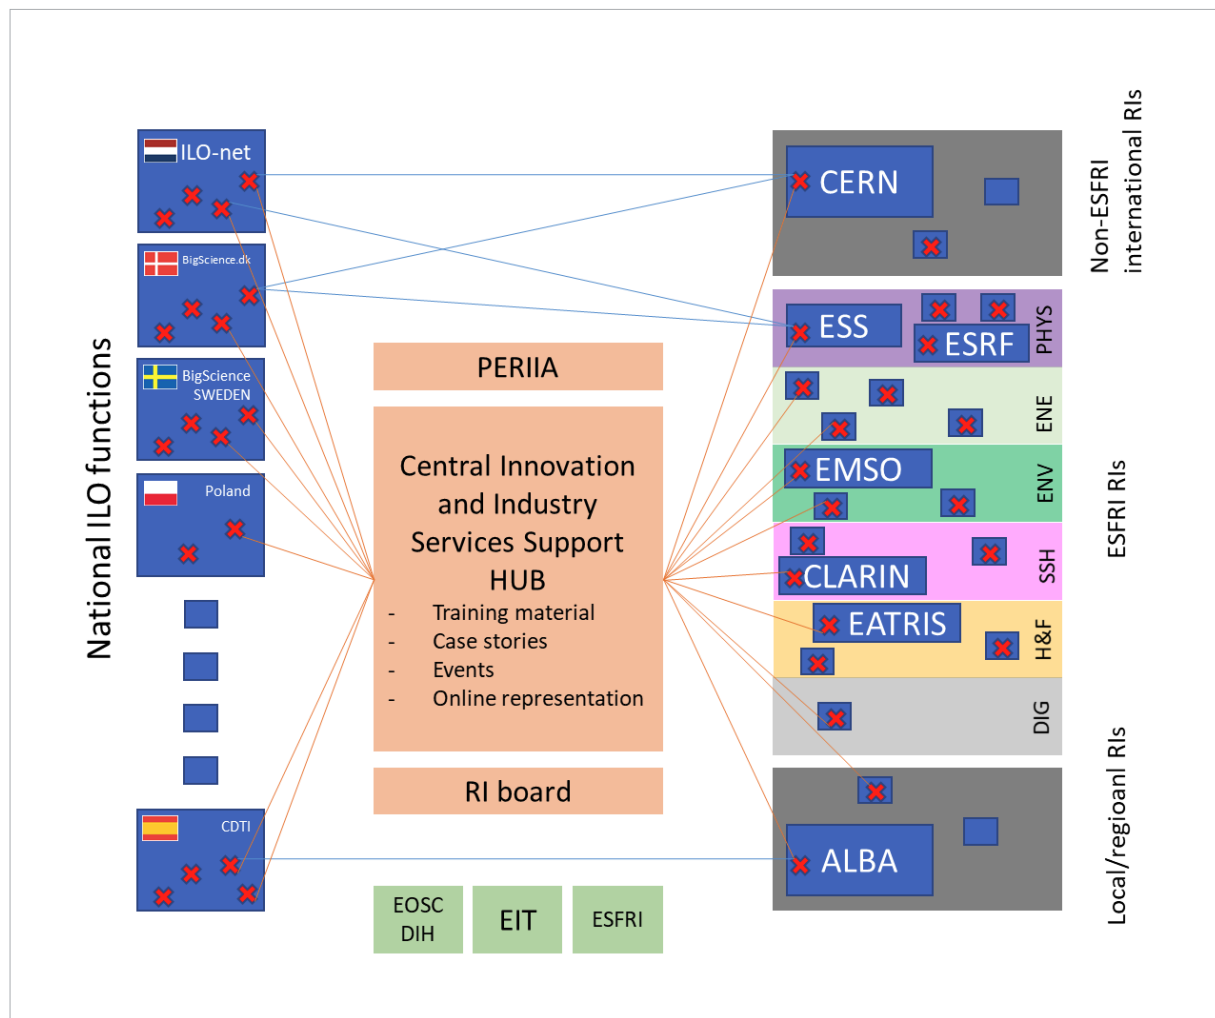 National ILO functions
ILO-net
BigScience.dk
BigScience
SWEDEN
Poland
CDTI
PERIIA
Central Innovation
and Industry
Services Support
HUB
- Training material
- Case stories
- Events
- Online representation
RI board
EOSC
DIH
EIT
ESFRI
CERN
Non-ESFRI
international RIs
ESS
ESRF
PHYS
ENE
EMSO
ENV
CLARIN
SSH
EATRIS
H&F
DIG
ESFRI RIs
ALBA
Local/regioanl RIs